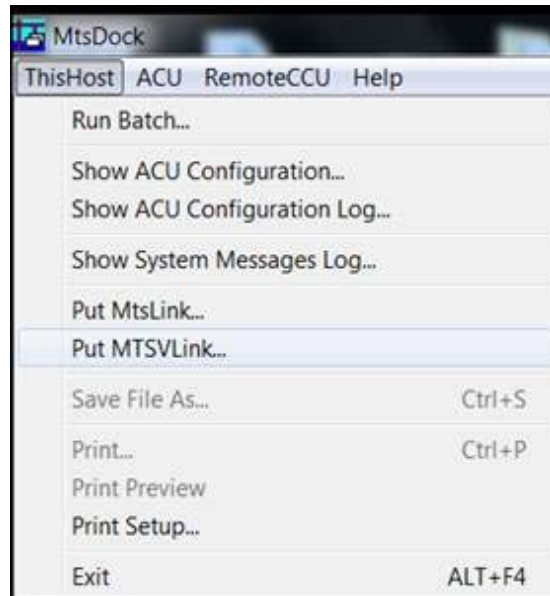 MtsDock
ThisHost ACU RemoteCCU Help
Run Batch...
Show ACU Configuration...
Show ACU Configuration Log...
Show System Messages Log...
Put MtsLink...
Put MTSVLink...
Save File As... Ctrl+S
Print... Ctrl+P
Print Preview
Print Setup...
Exit ALT+F4